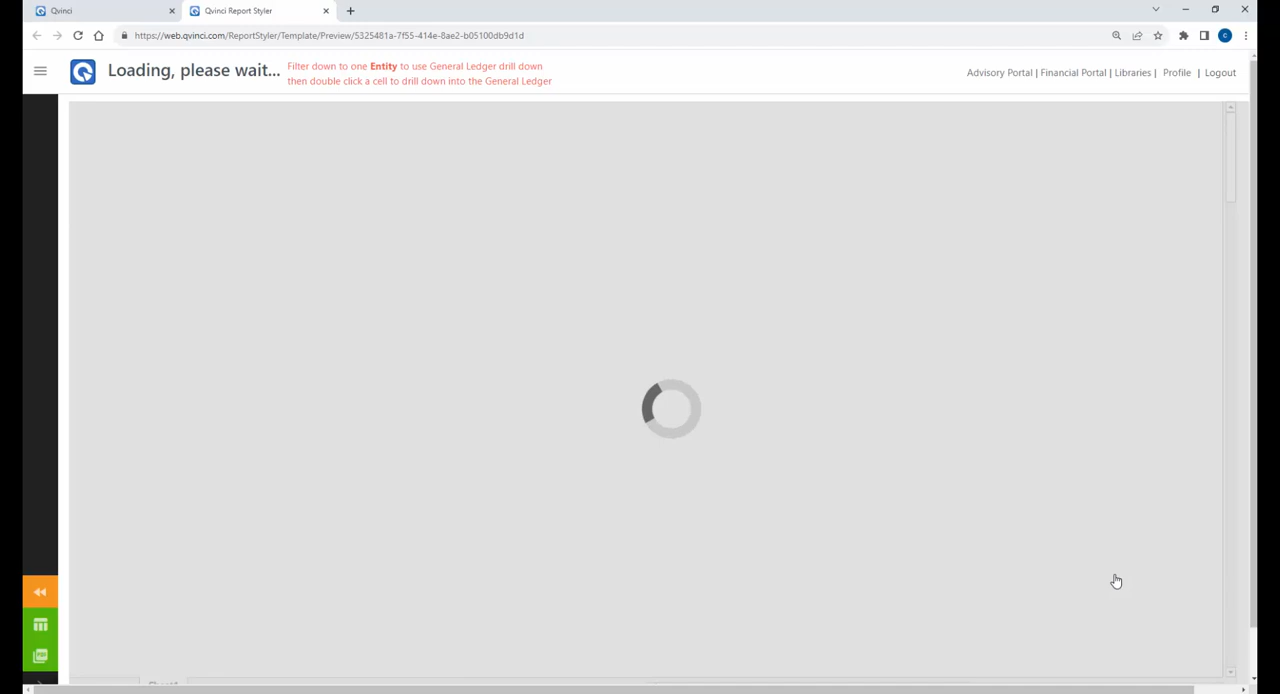 Qvinci
Qvinci Report Styler
https://web.qvinci.com/ReportStyler/Template/Preview/5325481a-7f55-414e-8ae2-b05100db9d1d
C
Loading, please wait...
Filter down to one Entity to use General Ledger drill down
then double click a cell to drill down into the General Ledger
Advisory Portal | Financial Portal | Libraries | Profile | Logout
PDF